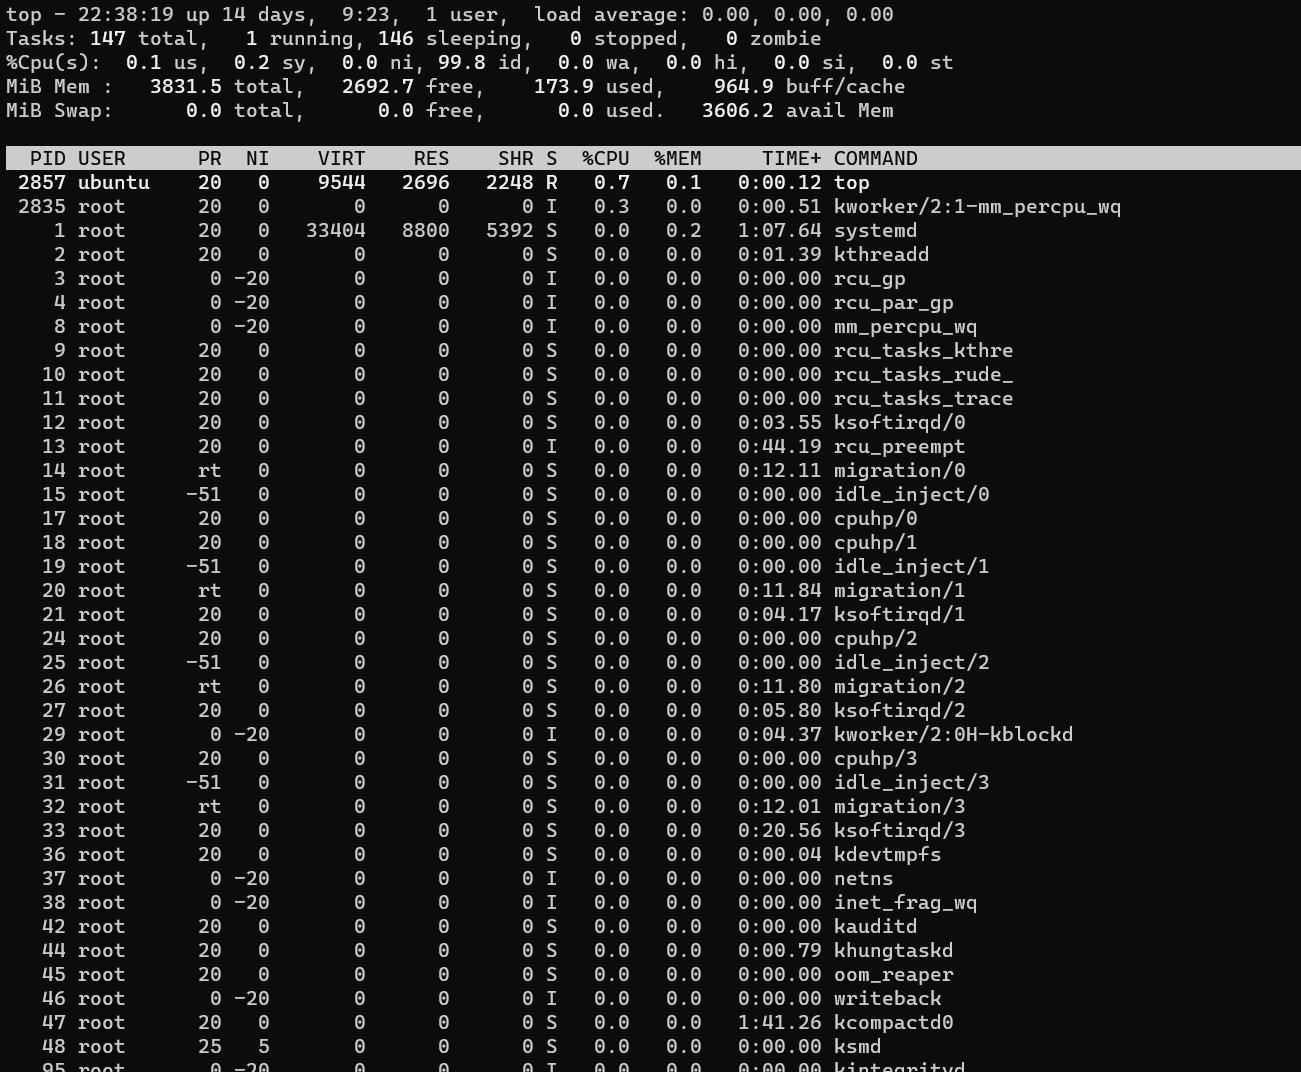 top - 22:38:19 up 14 days,  9:23,  1 user,  load average: 0.00, 0.00, 0.00
Tasks: 147 total,   1 running, 146 sleeping,   0 stopped,   0 zombie
%Cpu(s):  0.1 us,  0.2 sy,  0.0 ni, 99.8 id,  0.0 wa,  0.0 hi,  0.0 si,  0.0 st
MiB Mem :   3831.5 total,   2692.7 free,    173.9 used,    964.9 buff/cache
MiB Swap:      0.0 total,      0.0 free,      0.0 used.   3606.2 avail Mem
PID USER      PR  NI    VIRT    RES    SHR S  %CPU  %MEM     TIME+ COMMAND
2857 ubuntu    20   0    9544   2696   2248 R   0.7   0.1   0:00.12 top
2835 root      20   0       0      0      0 I   0.3   0.0   0:00.51 kworker/2:1-mm_percpu_wq
1 root      20   0   33404   8800   5392 S   0.0   0.2   1:07.64 systemd
2 root      20   0       0      0      0 S   0.0   0.0   0:01.39 kthreadd
3 root       0 -20       0      0      0 I   0.0   0.0   0:00.00 rcu_gp
4 root       0 -20       0      0      0 I   0.0   0.0   0:00.00 rcu_par_gp
8 root       0 -20       0      0      0 I   0.0   0.0   0:00.00 mm_percpu_wq
9 root      20   0       0      0      0 S   0.0   0.0   0:00.00 rcu_tasks_kthre
10 root      20   0       0      0      0 S   0.0   0.0   0:00.00 rcu_tasks_rude_
11 root      20   0       0      0      0 S   0.0   0.0   0:00.00 rcu_tasks_trace
12 root      20   0       0      0      0 S   0.0   0.0   0:03.55 ksoftirqd/0
13 root      20   0       0      0      0 I   0.0   0.0   0:44.19 rcu_preempt
14 root      rt   0       0      0      0 S   0.0   0.0   0:12.11 migration/0
15 root     -51   0       0      0      0 S   0.0   0.0   0:00.00 idle_inject/0
17 root      20   0       0      0      0 S   0.0   0.0   0:00.00 cpuhp/0
18 root      20   0       0      0      0 S   0.0   0.0   0:00.00 cpuhp/1
19 root     -51   0       0      0      0 S   0.0   0.0   0:00.00 idle_inject/1
20 root      rt   0       0      0      0 S   0.0   0.0   0:11.84 migration/1
21 root      20   0       0      0      0 S   0.0   0.0   0:04.17 ksoftirqd/1
24 root      20   0       0      0      0 S   0.0   0.0   0:00.00 cpuhp/2
25 root     -51   0       0      0      0 S   0.0   0.0   0:00.00 idle_inject/2
26 root      rt   0       0      0      0 S   0.0   0.0   0:11.80 migration/2
27 root      20   0       0      0      0 S   0.0   0.0   0:05.80 ksoftirqd/2
29 root       0 -20       0      0      0 I   0.0   0.0   0:04.37 kworker/2:0H-kblockd
30 root      20   0       0      0      0 S   0.0   0.0   0:00.00 cpuhp/3
31 root     -51   0       0      0      0 S   0.0   0.0   0:00.00 idle_inject/3
32 root      rt   0       0      0      0 S   0.0   0.0   0:12.01 migration/3
33 root      20   0       0      0      0 S   0.0   0.0   0:20.56 ksoftirqd/3
36 root      20   0       0      0      0 S   0.0   0.0   0:00.04 kdevtmpfs
37 root       0 -20       0      0      0 I   0.0   0.0   0:00.00 netns
38 root       0 -20       0      0      0 I   0.0   0.0   0:00.00 inet_frag_wq
42 root      20   0       0      0      0 S   0.0   0.0   0:00.00 kauditd
44 root      20   0       0      0      0 S   0.0   0.0   0:00.79 khungtaskd
45 root      20   0       0      0      0 S   0.0   0.0   0:00.00 oom_reaper
46 root       0 -20       0      0      0 I   0.0   0.0   0:00.00 writeback
47 root      20   0       0      0      0 S   0.0   0.0   1:41.26 kcompactd0
48 root      25   5       0      0      0 S   0.0   0.0   0:00.00 ksmd
95 root       0 -20       0      0      0 I   0.0   0.0   0:00.00 kintegrityd